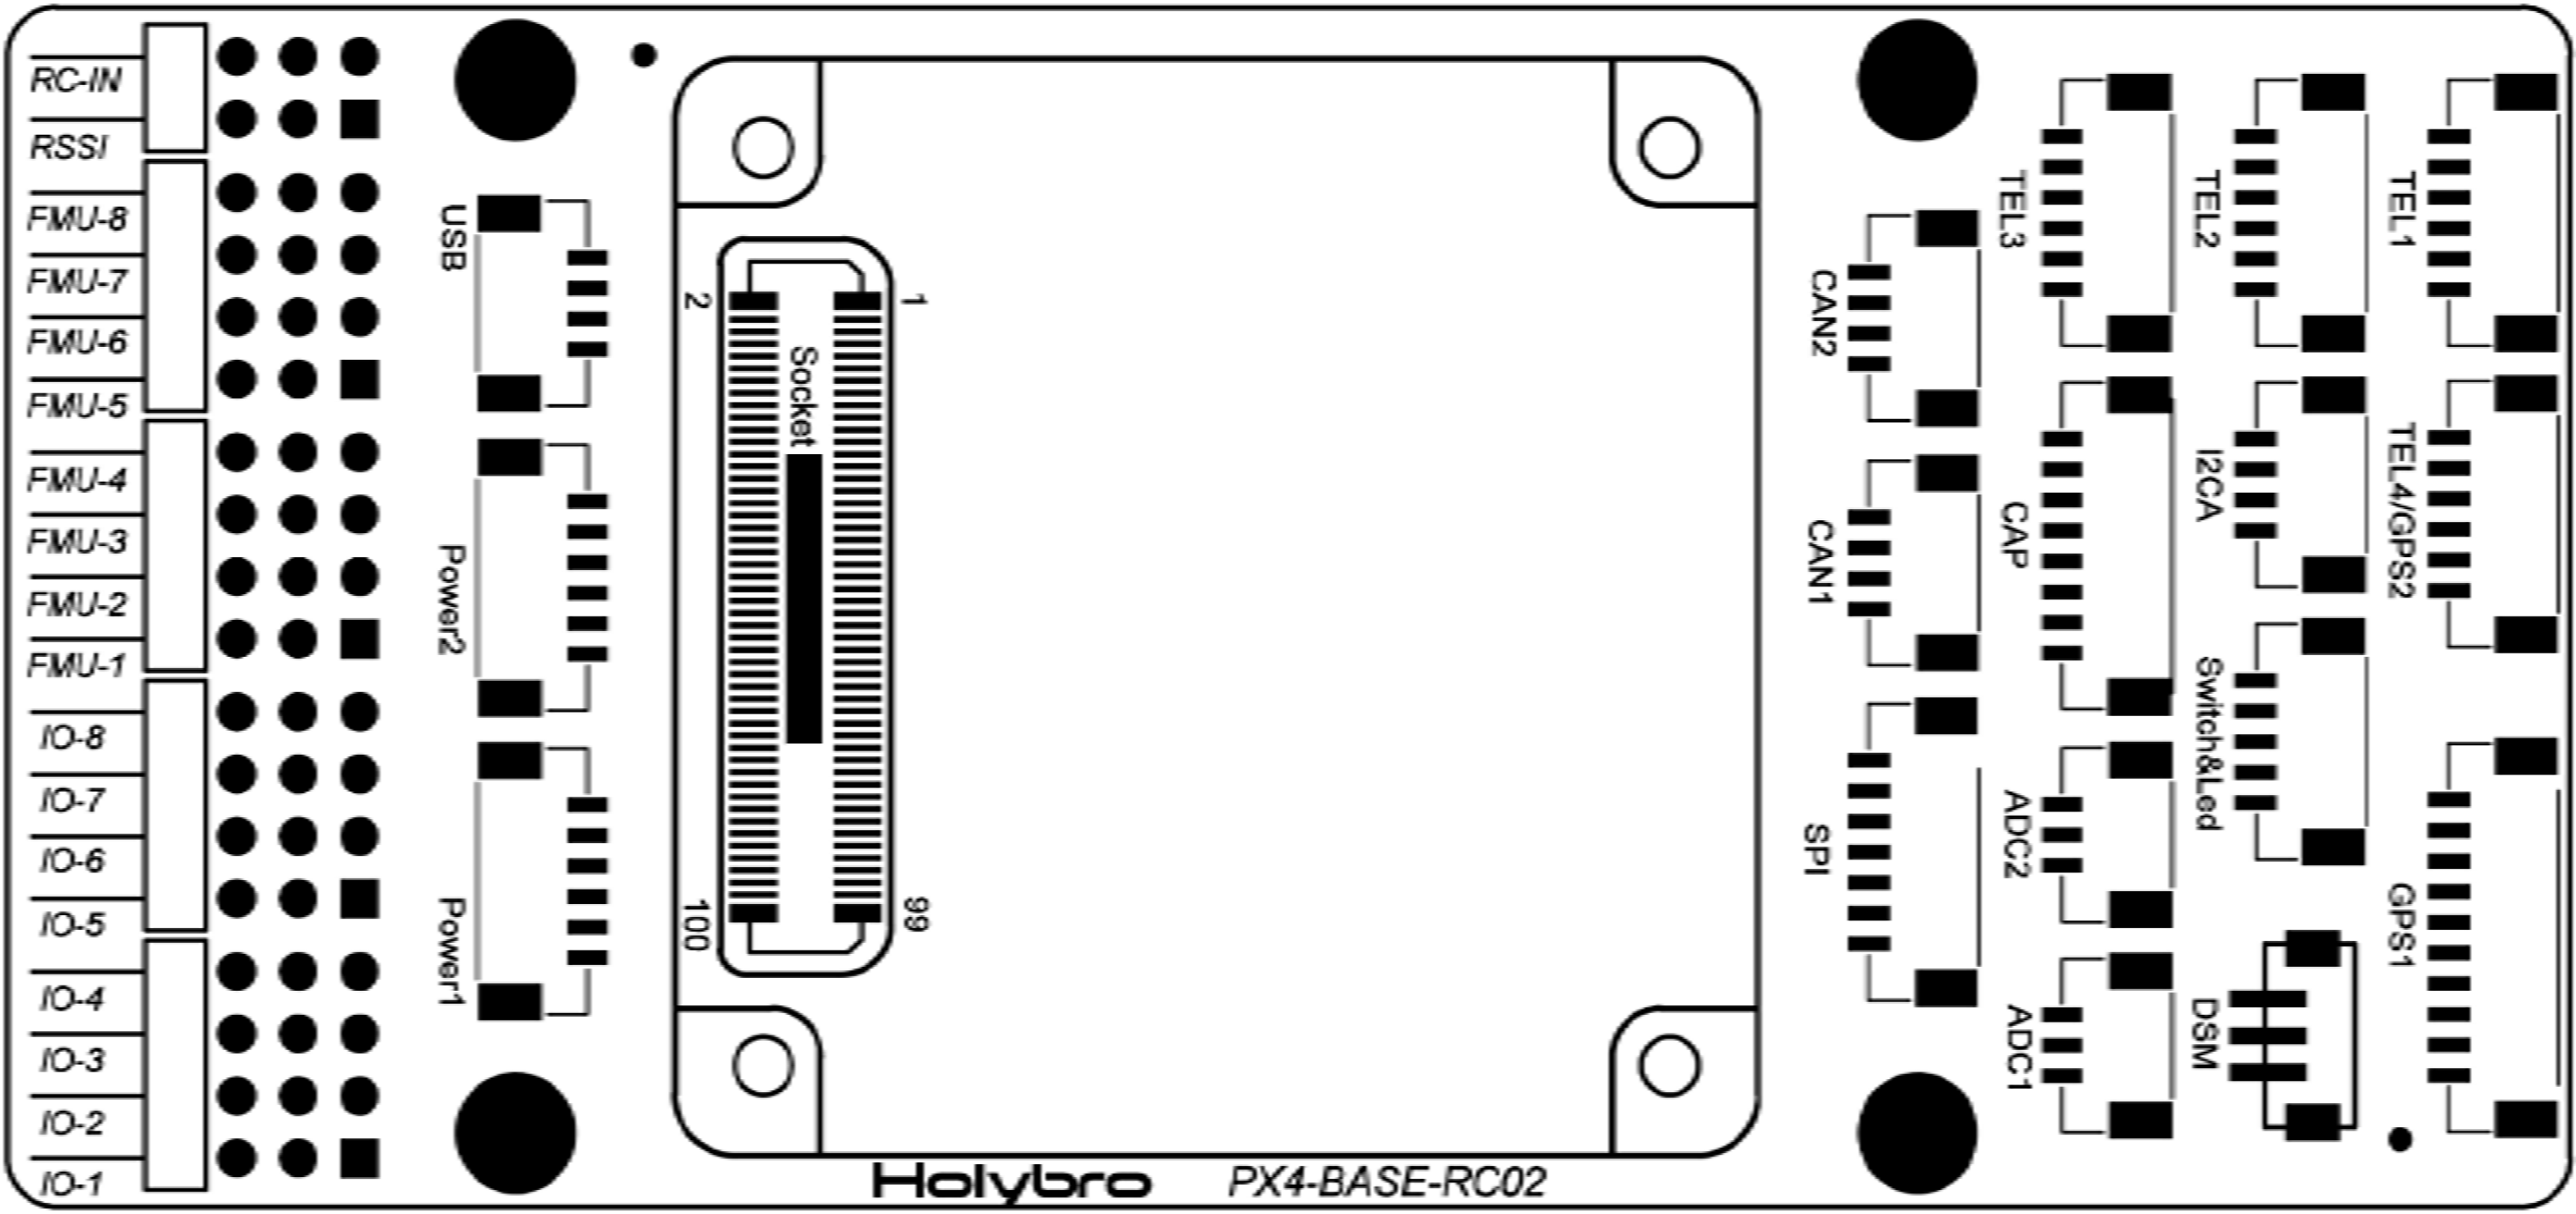 RC-IN
RSSI
FMU-8
FMU-7
FMU-6
FMU-5
FMU-4
FMU-3
FMU-2
FMU-1
IO-8
IO-7
IO-6
IO-5
IO-4
IO-3
IO-2
IO-1
USB
Power2
Power1
2
1
Socket
100
99
Holybro PX4-BASE-RC02
CAN2
CAN1
SPI
TEL3
CAP
ADC2
ADC1
TEL2
I2CA
Switch&Led
DSM
TEL1
TEL4/GPS2
GPS1